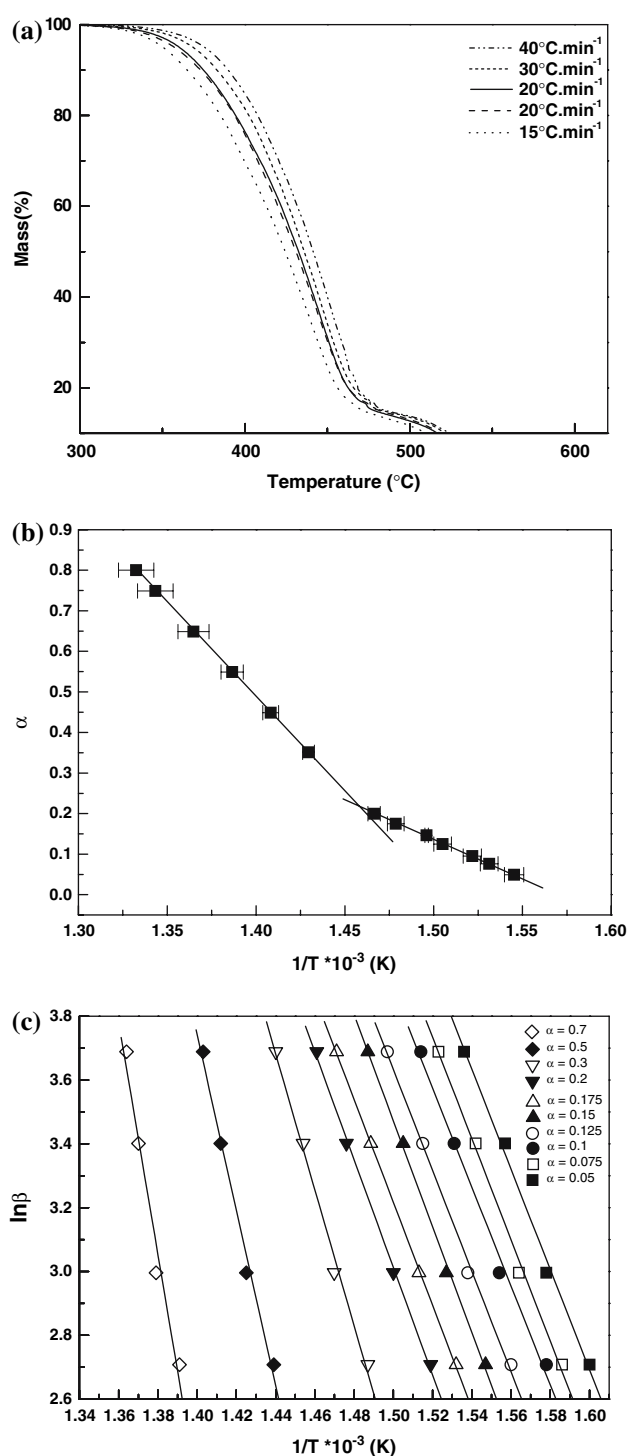 (a)
100
80
60
40
20
Mass(%)
40°C.min-1
30°C.min-1
20°C.min-1
20°C.min-1
15°C.min-1
300
400
500
600
Temperature (°C)
(b)
0.9
0.8
0.7
0.6
0.5
0.4
0.3
0.2
0.1
0.0
α
1.30
1.35
1.40
1.45
1.50
1.55
1.60
1/T *10-3 (K)
(c)
3.8
3.6
3.4
3.2
3.0
2.8
2.6
lnβ
α = 0.7
α = 0.5
α = 0.3
α = 0.2
α = 0.175
α = 0.15
α = 0.125
α = 0.1
α = 0.075
α = 0.05
1.34
1.36
1.38
1.40
1.42
1.44
1.46
1.48
1.50
1.52
1.54
1.56
1.58
1.60
1/T *10-3 (K)